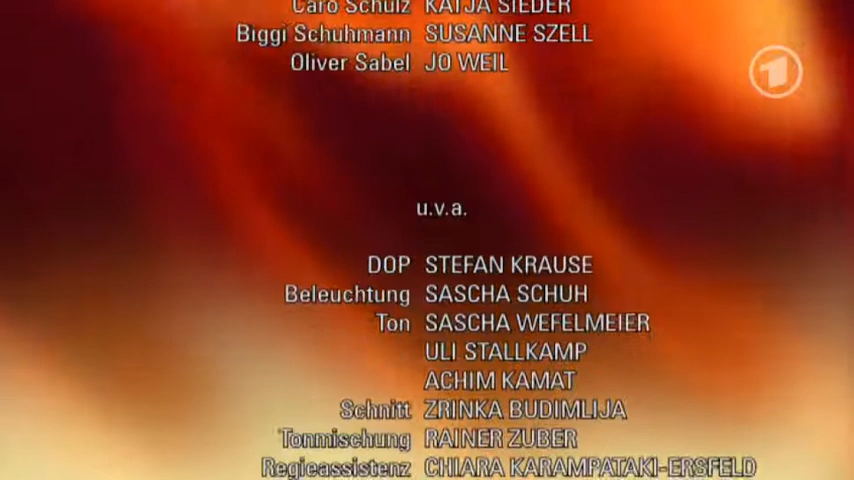 Caro Schulz KATJA SIEDER
Biggi Schuhmann SUSANNE SZELL
Oliver Sabel JO WEIL
1
u.v.a.
DOP STEFAN KRAUSE
Beleuchtung SASCHA SCHUH
Ton SASCHA WEFELMEIER
ULI STALLKAMP
ACHIM KAMAT
Schnitt ZRINKA BUDIMLIJA
Tonmischung RAINER ZUBER
Regieassistenz CHIARA KARAMPATAKI-ERSFELD